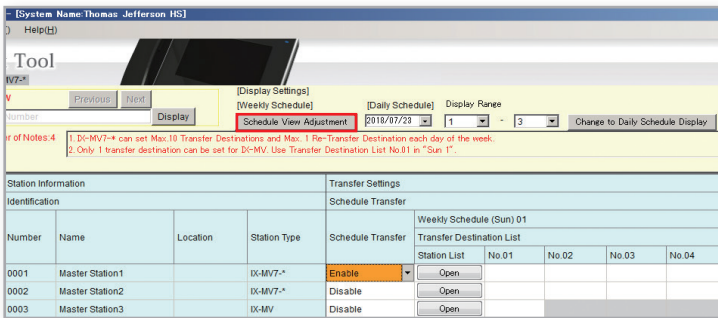 - [System Name:Thomas Jefferson HS]
) Help(H)
Tool
MV7-*
Previous Next
Number Display
[Display Settings]
[Weekly Schedule] [Daily Schedule] Display Range
Schedule View Adjustment 2018/07/23 1 - 3 Change to Daily Schedule Display
r of Notes:4
1. IX-MV7-* can set Max.10 Transfer Destinations and Max. 1 Re-Transfer Destination each day of the week.
2. Only 1 transfer destination can be set for IX-MV. Use Transfer Destination List No.01 in "Sun 1".
Station Information Transfer Settings
Identification Schedule Transfer
Weekly Schedule (Sun) 01
Number Name Location Station Type Schedule Transfer Transfer Destination List
Station List No.01 No.02 No.03 No.04
0001 Master Station1 IX-MV7-* Enable Open
0002 Master Station2 IX-MV7-* Disable Open
0003 Master Station3 IX-MV Disable Open